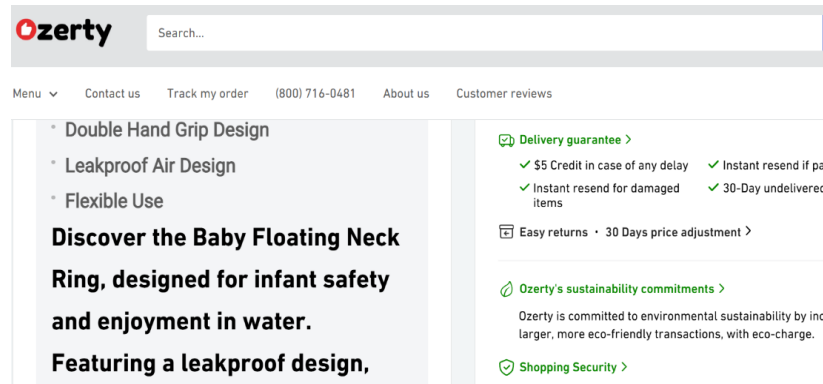 Ozerty
Search...
Menu
Contact us
Track my order
(800) 716-0481
About us
Customer reviews
Double Hand Grip Design
Leakproof Air Design
Flexible Use
Discover the Baby Floating Neck
Ring, designed for infant safety
and enjoyment in water.
Featuring a leakproof design,
Delivery guarantee
$5 Credit in case of any delay
Instant resend if
Instant resend for damaged
items
30-Day undelivered
Easy returns · 30 Days price adjustment
Ozerty's sustainability commitments
Ozerty is committed to environmental sustainability by
larger, more eco-friendly transactions, with eco-charge.
Shopping Security